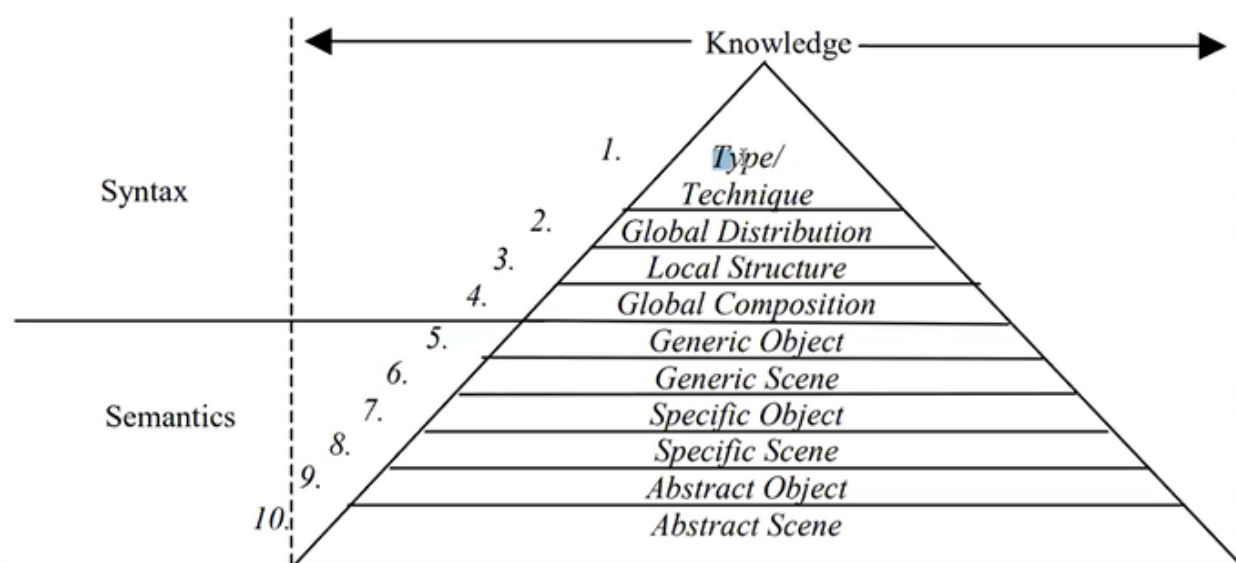 Knowledge
1. Type/
Syntax
Technique
2. Global Distribution
3. Local Structure
4. Global Composition
5. Generic Object
6. Generic Scene
7. Specific Object
Semantics
8. Specific Scene
9. Abstract Object
10. Abstract Scene